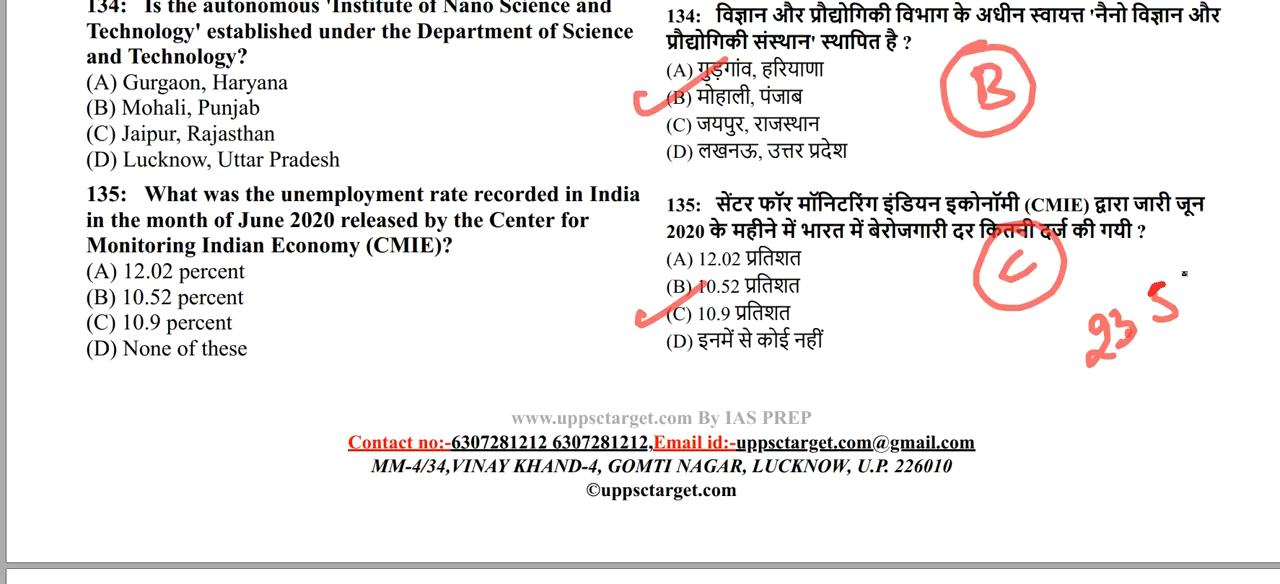 134: Is the autonomous 'Institute of Nano Science and
Technology' established under the Department of Science
and Technology?
(A) Gurgaon, Haryana
(B) Mohali, Punjab
(C) Jaipur, Rajasthan
(D) Lucknow, Uttar Pradesh
135: What was the unemployment rate recorded in India
in the month of June 2020 released by the Center for
Monitoring Indian Economy (CMIE)?
(A) 12.02 percent
(B) 10.52 percent
(C) 10.9 percent
(D) None of these
134: विज्ञान और प्रौद्योगिकी विभाग के अधीन स्वायत्त 'नैनो विज्ञान और
प्रौद्योगिकी संस्थान' स्थापित है ?
(A) गुड़गांव, हरियाणा
(B) मोहाली, पंजाब
(C) जयपुर, राजस्थान
(D) लखनऊ, उत्तर प्रदेश
B
135: सेंटर फॉर मॉनिटरिंग इंडियन इकोनॉमी (CMIE) द्वारा जारी जून
2020 के महीने में भारत में बेरोजगारी दर कितनी दर्ज की गयी ?
(A) 12.02 प्रतिशत
(B) 10.52 प्रतिशत
(C) 10.9 प्रतिशत
(D) इनमें से कोई नहीं
C
23 5
www.uppsctarget.com By IAS PREP
Contact no:-6307281212 6307281212,Email id:-uppsctarget.com@gmail.com
MM-4/34,VINAY KHAND-4, GOMTI NAGAR, LUCKNOW, U.P. 226010
©uppsctarget.com